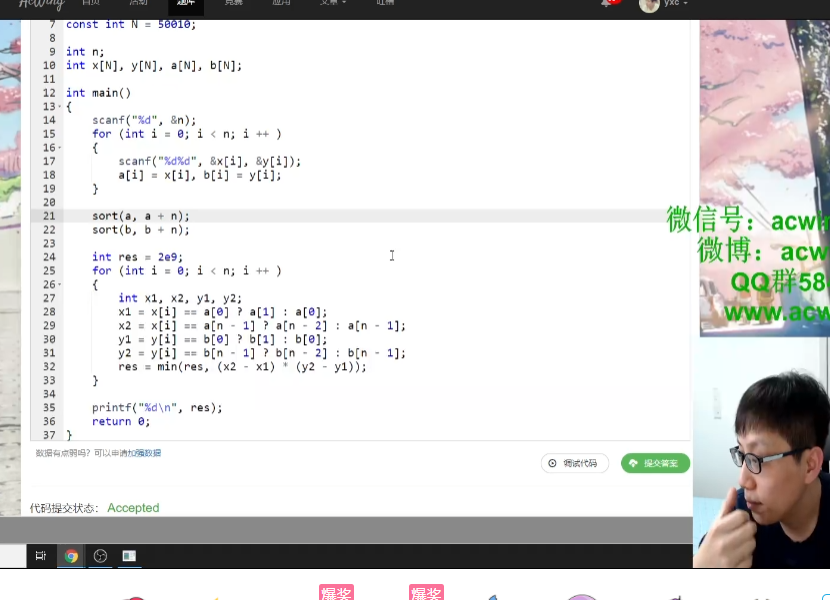 AcWing 首页 活动 题库 竞赛 应用 文章 吐槽 yxc
7 const int N = 50010;
8
9 int n;
10 int x[N], y[N], a[N], b[N];
11
12 int main()
13 {
14 scanf("%d", &n);
15 for (int i = 0; i < n; i ++ )
16 {
17 scanf("%d%d", &x[i], &y[i]);
18 a[i] = x[i], b[i] = y[i];
19 }
20
21 sort(a, a + n);
22 sort(b, b + n);
23
24 int res = 2e9;
25 for (int i = 0; i < n; i ++ )
26 {
27 int x1, x2, y1, y2;
28 x1 = x[i] == a[0] ? a[1] : a[0];
29 x2 = x[i] == a[n - 1] ? a[n - 2] : a[n - 1];
30 y1 = y[i] == b[0] ? b[1] : b[0];
31 y2 = y[i] == b[n - 1] ? b[n - 2] : b[n - 1];
32 res = min(res, (x2 - x1) * (y2 - y1));
33 }
34
35 printf("%d\n", res);
36 return 0;
37 }
微信号：acwin
微博：acw
QQ群58
www.acw
数据有点弱吗？可以申请加强数据
调试代码 提交答案
代码提交状态： Accepted
爆奖 爆奖